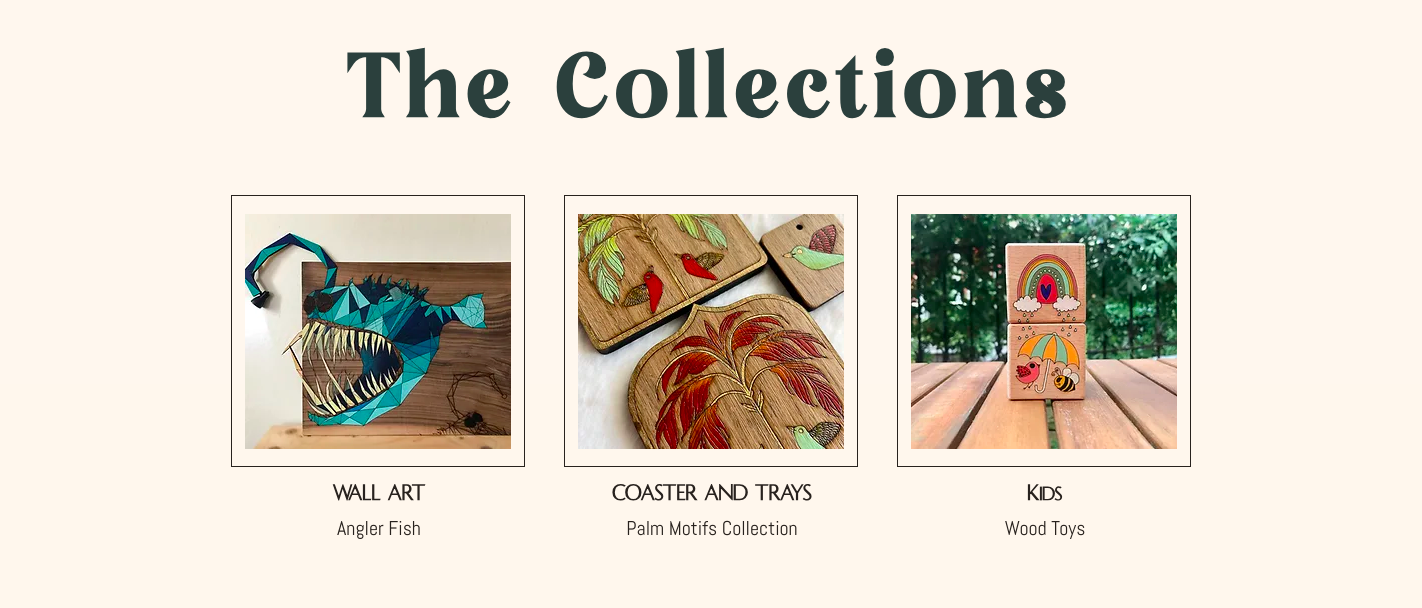 The Collections
WALL ART
Angler Fish
COASTER AND TRAYS
Palm Motifs Collection
Kids
Wood Toys